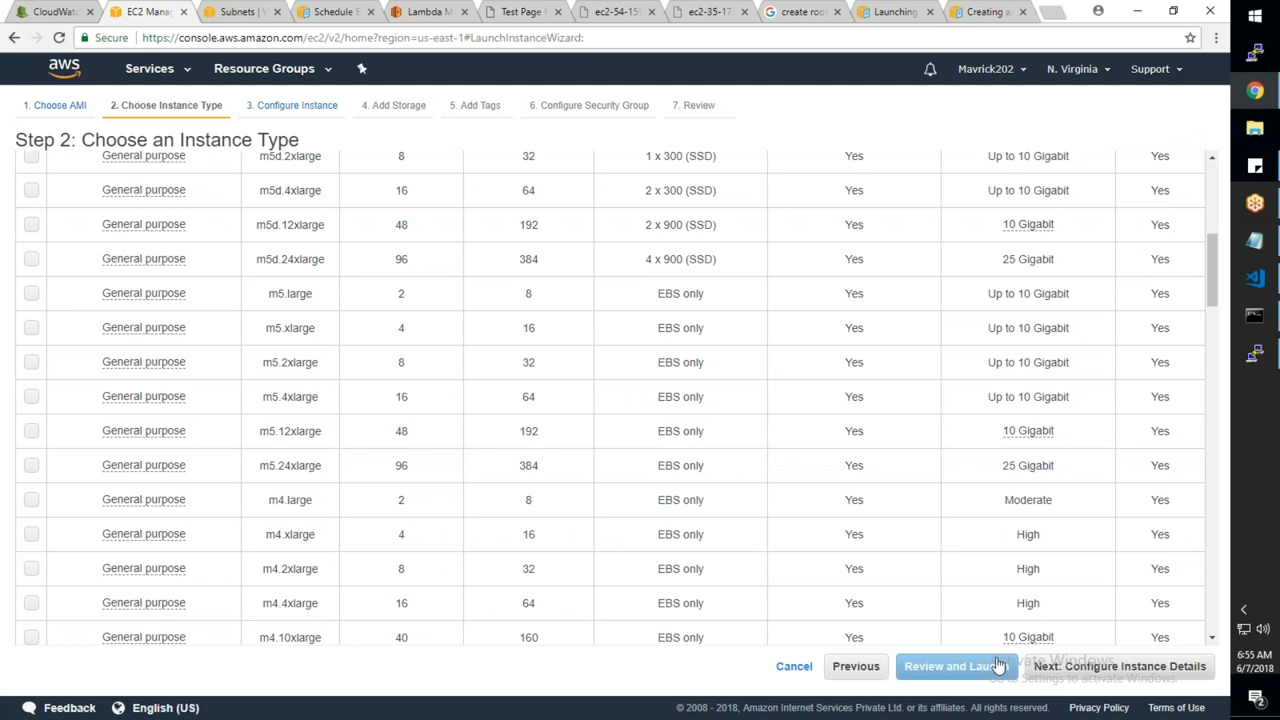 CloudWatc
EC2 Mana
Subnets | V
Schedule E
Lambda M
Test Page f
ec2-54-15
ec2-35-17
create roo
Launching
Creating a
Secure https://console.aws.amazon.com/ec2/v2/home?region=us-east-1#LaunchInstanceWizard:
aws Services Resource Groups Mavrick202 N. Virginia Support
1. Choose AMI 2. Choose Instance Type 3. Configure Instance 4. Add Storage 5. Add Tags 6. Configure Security Group 7. Review
Step 2: Choose an Instance Type
General purpose m5d.2xlarge 8 32 1 x 300 (SSD) Yes Up to 10 Gigabit Yes
General purpose m5d.4xlarge 16 64 2 x 300 (SSD) Yes Up to 10 Gigabit Yes
General purpose m5d.12xlarge 48 192 2 x 900 (SSD) Yes 10 Gigabit Yes
General purpose m5d.24xlarge 96 384 4 x 900 (SSD) Yes 25 Gigabit Yes
General purpose m5.large 2 8 EBS only Yes Up to 10 Gigabit Yes
General purpose m5.xlarge 4 16 EBS only Yes Up to 10 Gigabit Yes
General purpose m5.2xlarge 8 32 EBS only Yes Up to 10 Gigabit Yes
General purpose m5.4xlarge 16 64 EBS only Yes Up to 10 Gigabit Yes
General purpose m5.12xlarge 48 192 EBS only Yes 10 Gigabit Yes
General purpose m5.24xlarge 96 384 EBS only Yes 25 Gigabit Yes
General purpose m4.large 2 8 EBS only Yes Moderate Yes
General purpose m4.xlarge 4 16 EBS only Yes High Yes
General purpose m4.2xlarge 8 32 EBS only Yes High Yes
General purpose m4.4xlarge 16 64 EBS only Yes High Yes
General purpose m4.10xlarge 40 160 EBS only Yes 10 Gigabit Yes
Cancel Previous Review and Launch Next: Configure Instance Details
Activate Windows
Go to Settings to activate Windows.
6:55 AM
6/7/2018
2
Feedback English (US) © 2008 - 2018, Amazon Internet Services Private Ltd. or its affiliates. All rights reserved. Privacy Policy Terms of Use